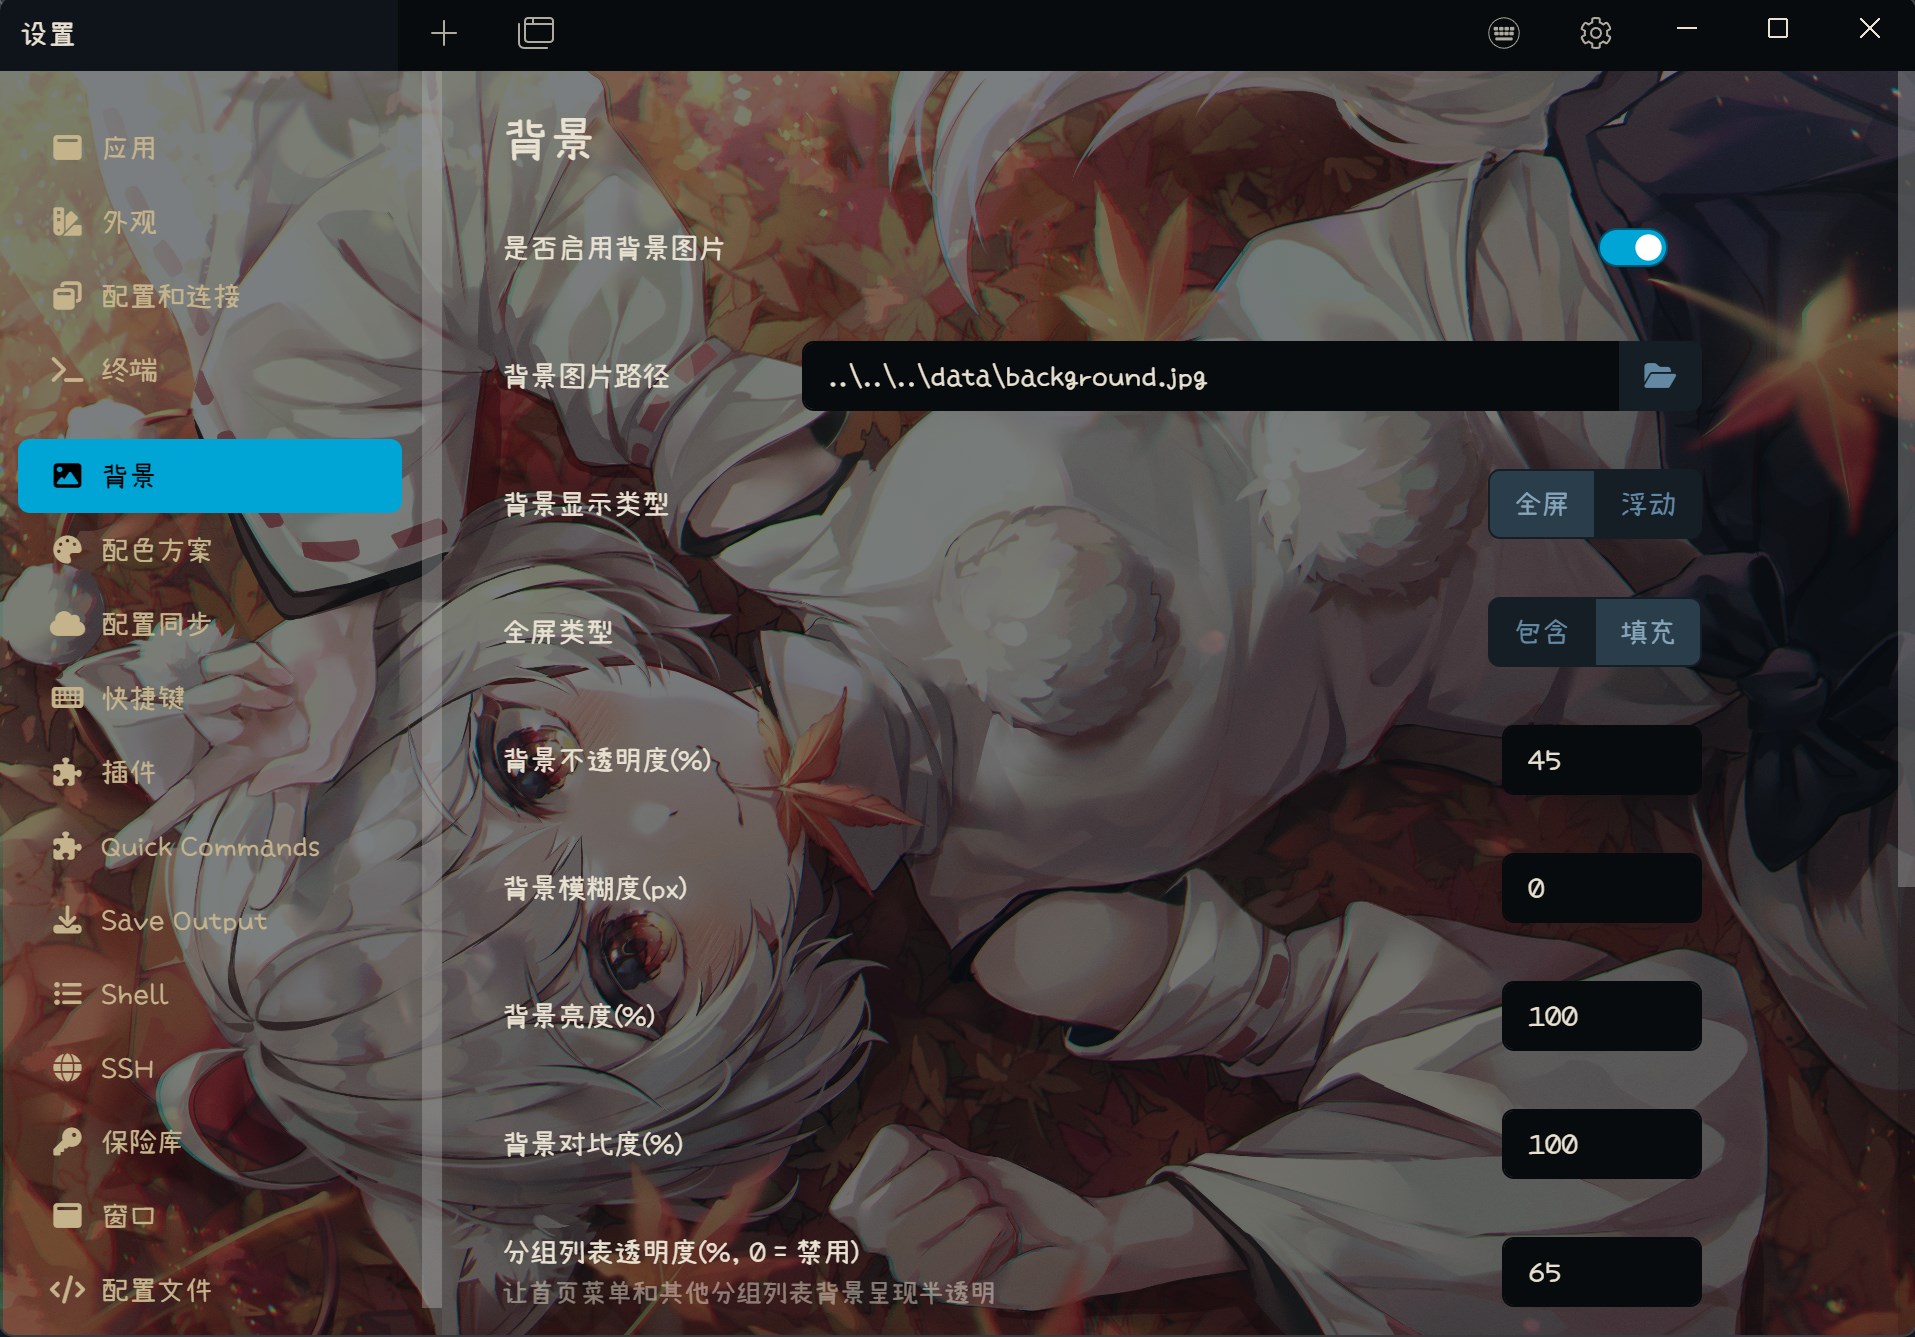 设置
应用
外观
配置和连接
终端
背景
配色方案
配置同步
快捷键
插件
Quick Commands
Save Output
Shell
SSH
保险库
窗口
配置文件
背景
是否启用背景图片
背景图片路径
..\..\..\data\background.jpg
背景显示类型
全屏 浮动
全屏类型
包含 填充
背景不透明度(%)
45
背景模糊度(px)
0
背景亮度(%)
100
背景对比度(%)
100
分组列表透明度(%, 0 = 禁用)
让首页菜单和其他分组列表背景呈现半透明
65